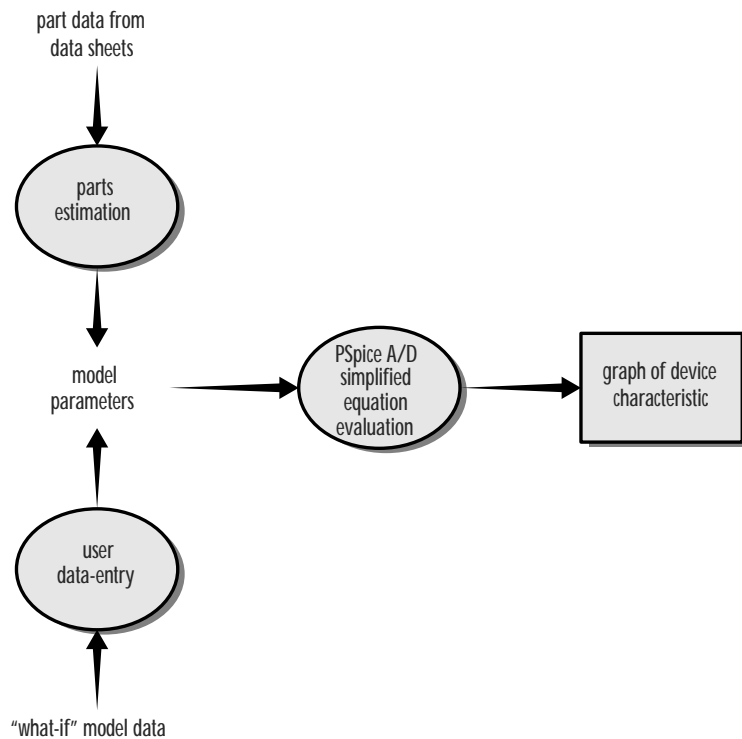 part data from
data sheets
parts
estimation
model
parameters
PSpice A/D
simplified
equation
evaluation
graph of device
characteristic
user
data-entry
“what-if” model data